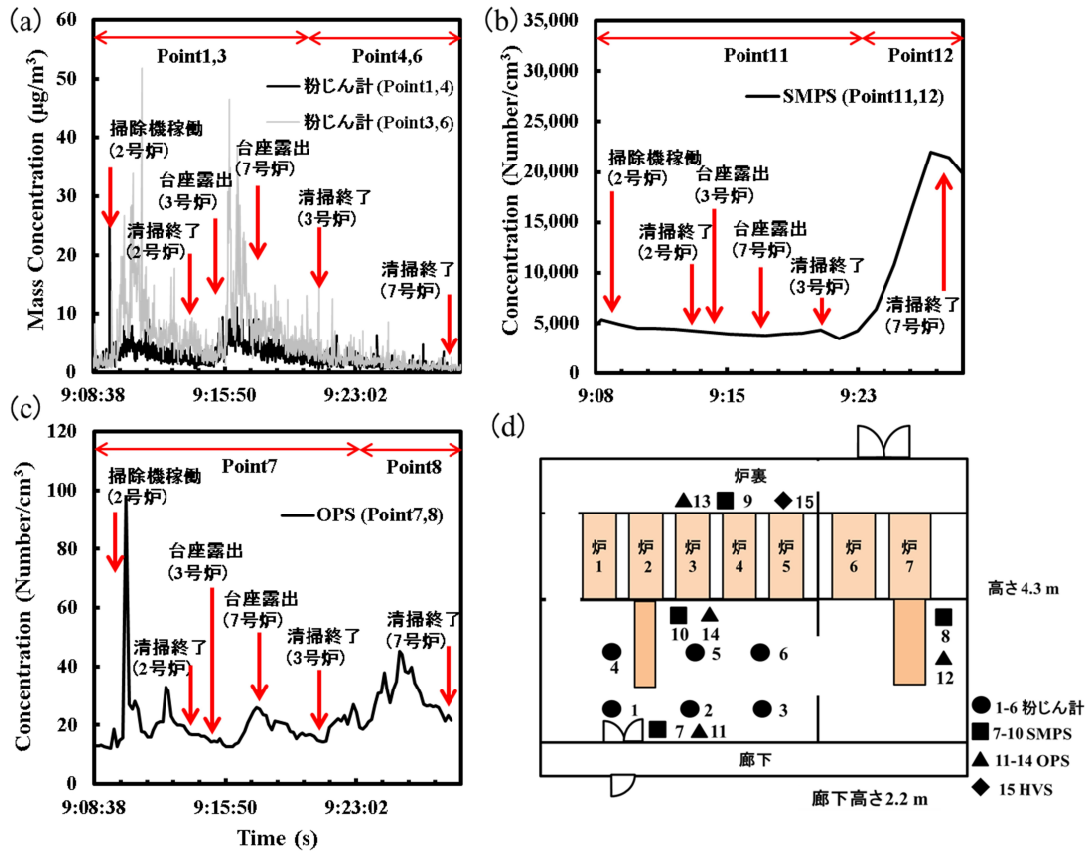 (a)
60
50
40
30
20
10
0
Mass Concentration (μg/m³)
Point1,3
Point4,6
粉じん計 (Point1,4)
粉じん計 (Point3,6)
掃除機稼働
(2号炉)
清掃終了
(2号炉)
台座露出
(3号炉)
台座露出
(7号炉)
清掃終了
(3号炉)
清掃終了
(7号炉)
9:08:38
9:15:50
9:23:02
(b)
35,000
30,000
25,000
20,000
15,000
10,000
5,000
0
Concentration (Number/cm³)
Point11
Point12
SMPS (Point11,12)
掃除機稼働
(2号炉)
清掃終了
(2号炉)
台座露出
(3号炉)
台座露出
(7号炉)
清掃終了
(3号炉)
清掃終了
(7号炉)
9:08
9:15
9:23
(c)
120
100
80
60
40
20
0
Concentration (Number/cm³)
Point7
Point8
OPS (Point7,8)
掃除機稼働
(2号炉)
清掃終了
(2号炉)
台座露出
(3号炉)
台座露出
(7号炉)
清掃終了
(3号炉)
清掃終了
(7号炉)
9:08:38
9:15:50
9:23:02
Time (s)
(d)
炉裏
13
9
15
炉
1
炉
2
炉
3
炉
4
炉
5
炉
6
炉
7
高さ4.3 m
10
14
8
4
5
6
12
1
2
3
7
11
廊下
廊下高さ2.2 m
1-6 粉じん計
7-10 SMPS
11-14 OPS
15 HVS